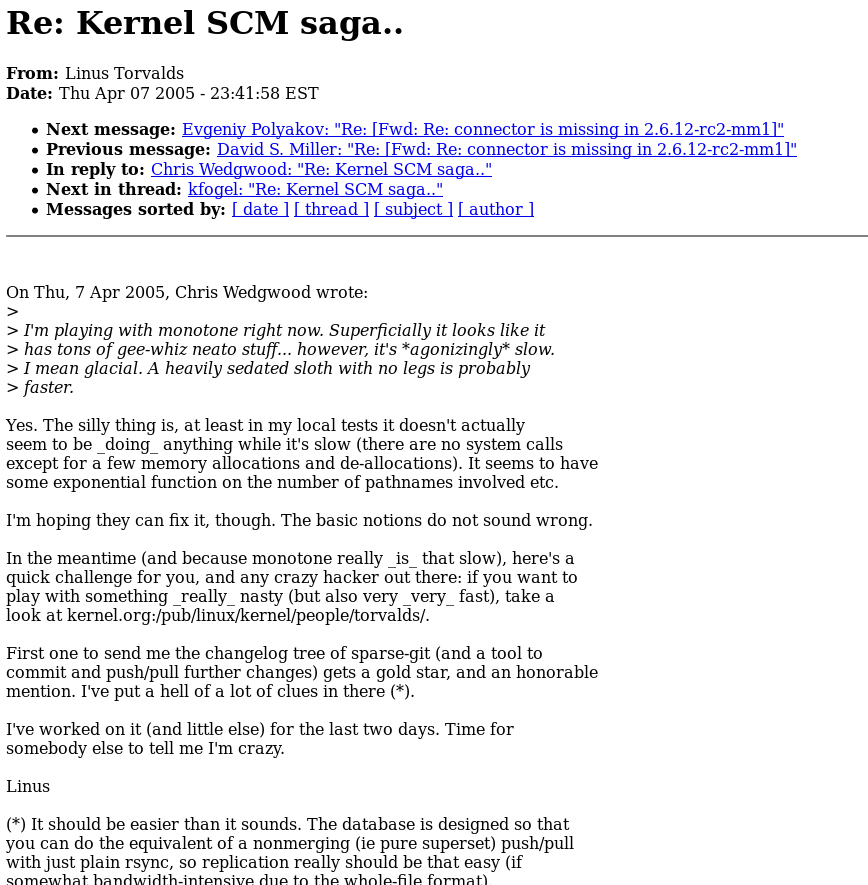 Re: Kernel SCM saga..
From: Linus Torvalds
Date: Thu Apr 07 2005 - 23:41:58 EST
Next message: Evgeniy Polyakov: "Re: [Fwd: Re: connector is missing in 2.6.12-rc2-mm1]"
Previous message: David S. Miller: "Re: [Fwd: Re: connector is missing in 2.6.12-rc2-mm1]"
In reply to: Chris Wedgwood: "Re: Kernel SCM saga.."
Next in thread: kfogel: "Re: Kernel SCM saga.."
Messages sorted by: [ date ] [ thread ] [ subject ] [ author ]
On Thu, 7 Apr 2005, Chris Wedgwood wrote:
>
> I'm playing with monotone right now. Superficially it looks like it
> has tons of gee-whiz neato stuff... however, it's *agonizingly* slow.
> I mean glacial. A heavily sedated sloth with no legs is probably
> faster.
Yes. The silly thing is, at least in my local tests it doesn't actually
seem to be _doing_ anything while it's slow (there are no system calls
except for a few memory allocations and de-allocations). It seems to have
some exponential function on the number of pathnames involved etc.
I'm hoping they can fix it, though. The basic notions do not sound wrong.
In the meantime (and because monotone really _is_ that slow), here's a
quick challenge for you, and any crazy hacker out there: if you want to
play with something _really_ nasty (but also very _very_ fast), take a
look at kernel.org:/pub/linux/kernel/people/torvalds/.
First one to send me the changelog tree of sparse-git (and a tool to
commit and push/pull further changes) gets a gold star, and an honorable
mention. I've put a hell of a lot of clues in there (*).
I've worked on it (and little else) for the last two days. Time for
somebody else to tell me I'm crazy.
Linus
(*) It should be easier than it sounds. The database is designed so that
you can do the equivalent of a nonmerging (ie pure superset) push/pull
with just plain rsync, so replication really should be that easy (if
somewhat bandwidth-intensive due to the whole-file format).